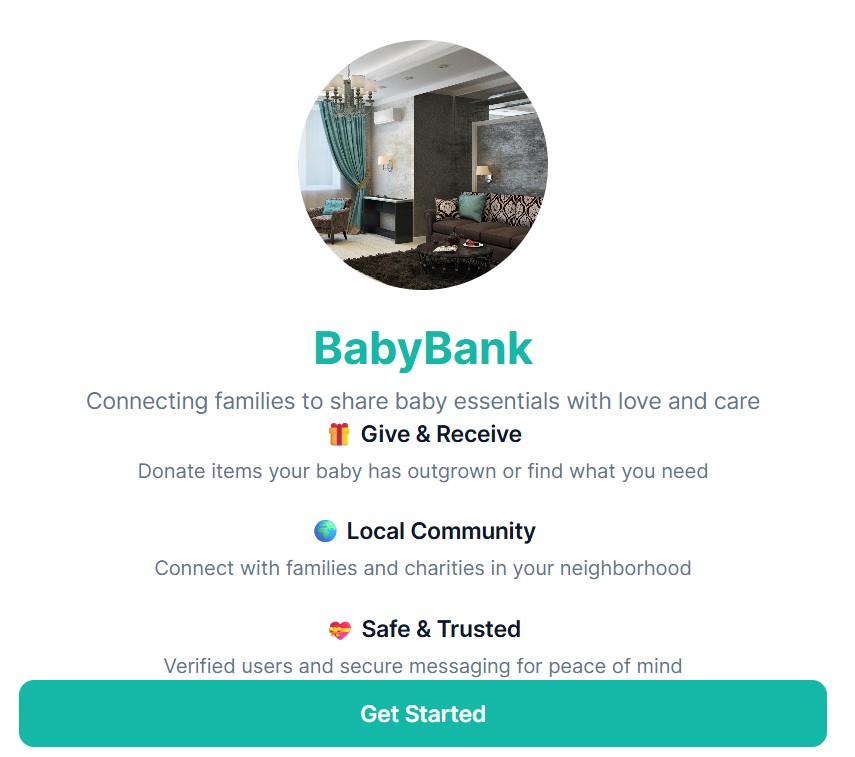 BabyBank
Connecting families to share baby essentials with love and care
🎁 Give & Receive
Donate items your baby has outgrown or find what you need
🌍 Local Community
Connect with families and charities in your neighborhood
💝 Safe & Trusted
Verified users and secure messaging for peace of mind
Get Started